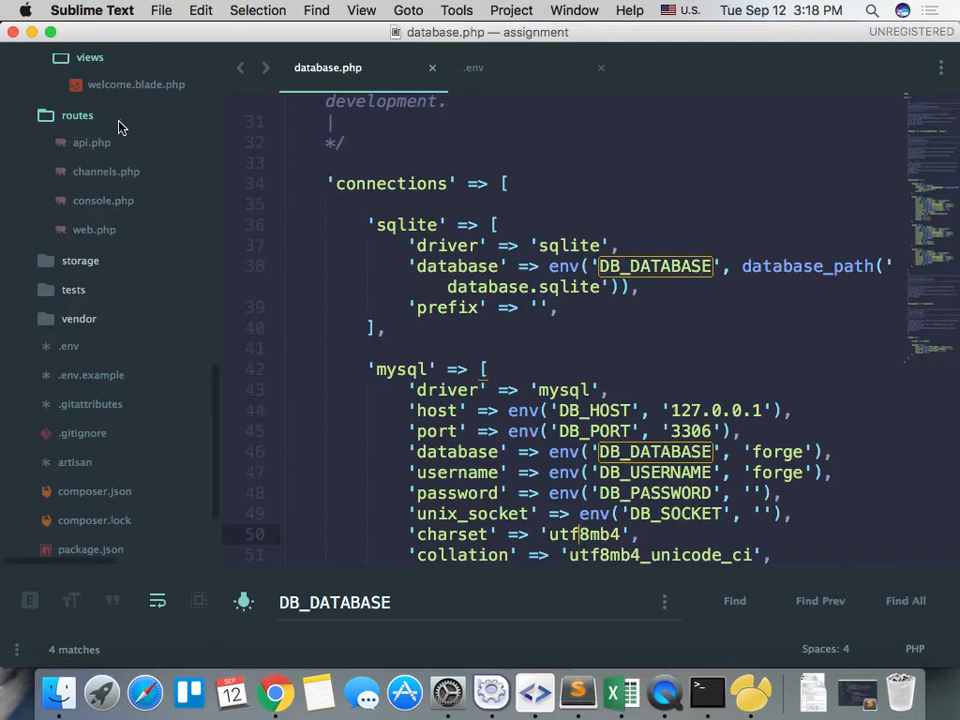 Sublime Text File Edit Selection Find View Goto Tools Project Window Help U.S. Tue Sep 12 3:18 PM
database.php — assignment UNREGISTERED
views
welcome.blade.php
routes
api.php
channels.php
console.php
web.php
storage
tests
vendor
.env
.env.example
.gitattributes
.gitignore
artisan
composer.json
composer.lock
package.json
database.php × .env ×
development.
31 |
32 */
33
34 'connections' => [
35
36 'sqlite' => [
37 'driver' => 'sqlite',
38 'database' => env('DB_DATABASE', database_path('
database.sqlite')),
39 'prefix' => '',
40 ],
41
42 'mysql' => [
43 'driver' => 'mysql',
44 'host' => env('DB_HOST', '127.0.0.1'),
45 'port' => env('DB_PORT', '3306'),
46 'database' => env('DB_DATABASE', 'forge'),
47 'username' => env('DB_USERNAME', 'forge'),
48 'password' => env('DB_PASSWORD', ''),
49 'unix_socket' => env('DB_SOCKET', ''),
50 'charset' => 'utf8mb4',
51 'collation' => 'utf8mb4_unicode_ci',
DB_DATABASE Find Find Prev Find All
4 matches Spaces: 4 PHP
SEP
12